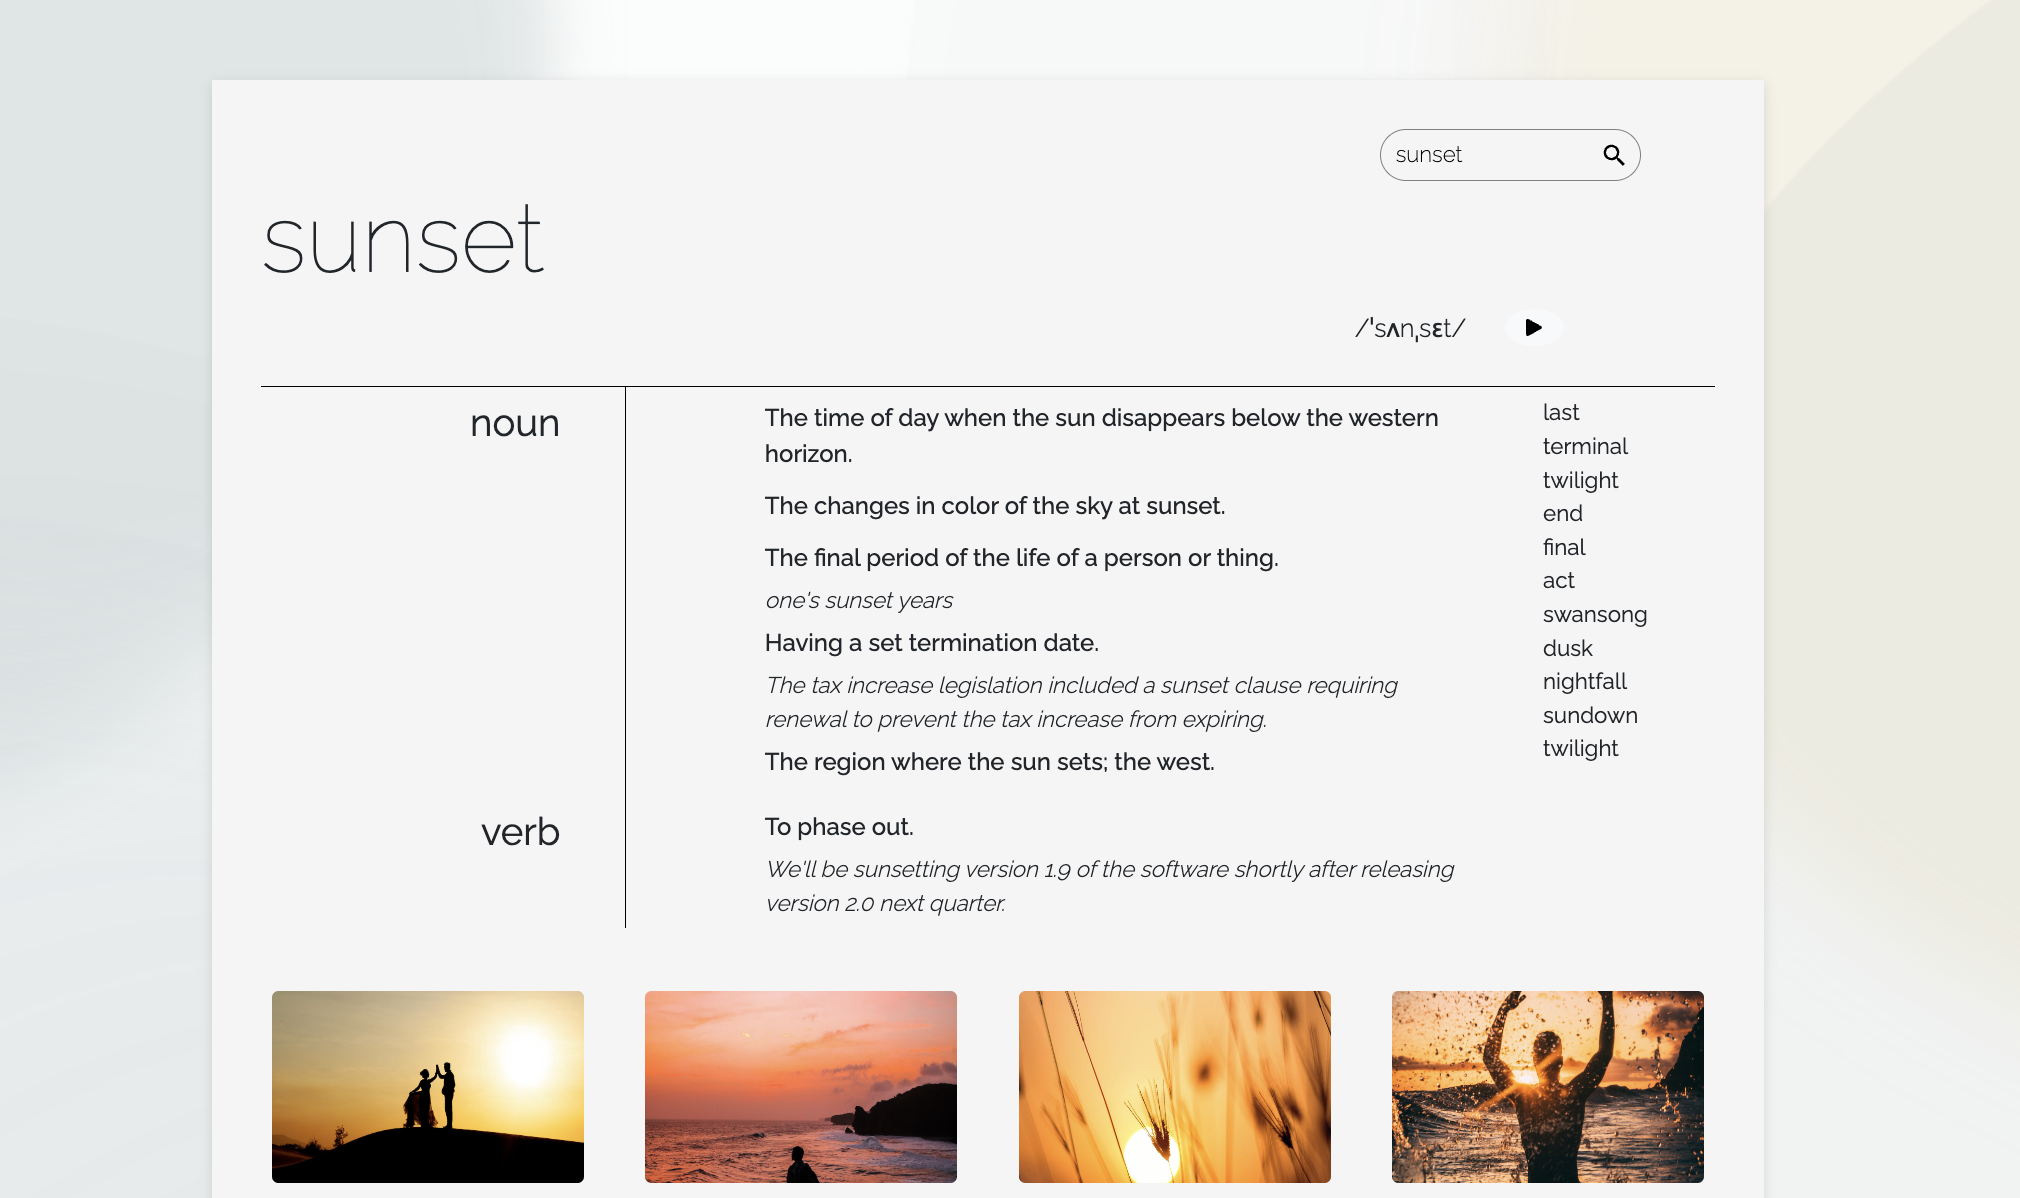 sunset
sunset
/ˈsʌnˌsɛt/
noun
The time of day when the sun disappears below the western
horizon.
The changes in color of the sky at sunset.
The final period of the life of a person or thing.
one's sunset years
Having a set termination date.
The tax increase legislation included a sunset clause requiring
renewal to prevent the tax increase from expiring.
The region where the sun sets; the west.
last
terminal
twilight
end
final
act
swansong
dusk
nightfall
sundown
twilight
verb
To phase out.
We'll be sunsetting version 1.9 of the software shortly after releasing
version 2.0 next quarter.